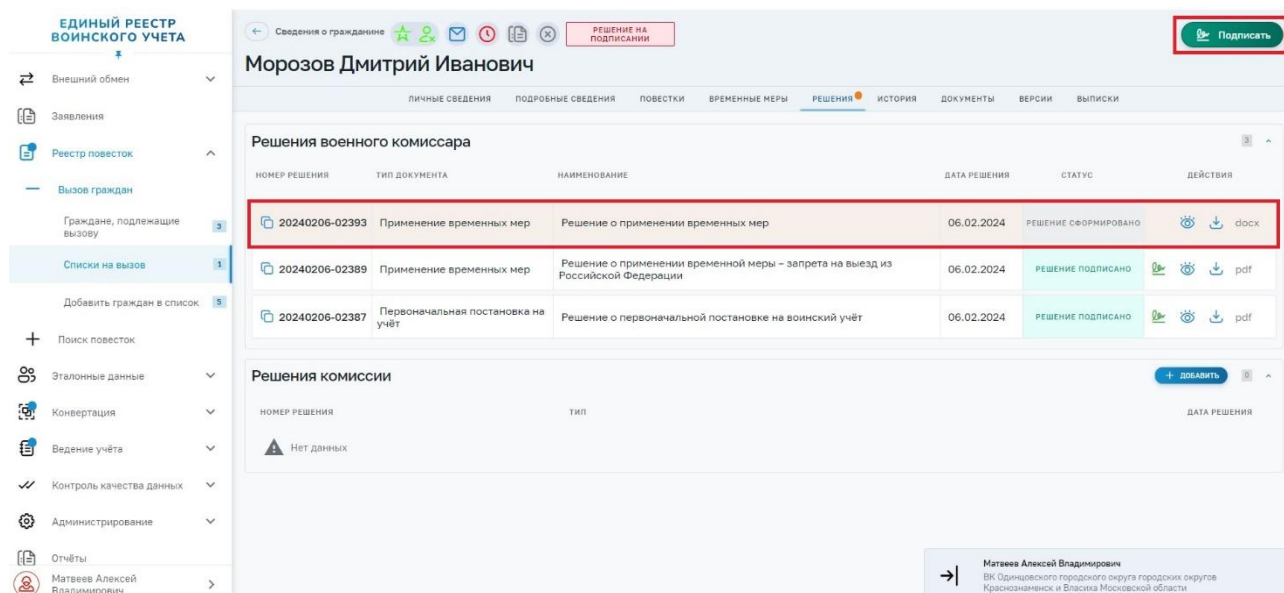 ЕДИНЫЙ РЕЕСТР
ВОИНСКОГО УЧЕТА
Внешний обмен
Заявления
Реестр повесток
Вызов граждан
Граждане, подлежащие
вызову
3
Списки на вызов
1
Добавить граждан в список
5
Поиск повесток
Эталонные данные
Конвертация
Ведение учёта
Контроль качества данных
Администрирование
Отчёты
Матвеев Алексей
Владимирович
Сведения о гражданине
РЕШЕНИЕ НА
ПОДПИСАНИИ
Подписать
Морозов Дмитрий Иванович
ЛИЧНЫЕ СВЕДЕНИЯ ПОДРОБНЫЕ СВЕДЕНИЯ ПОВЕСТКИ ВРЕМЕННЫЕ МЕРЫ РЕШЕНИЯ ИСТОРИЯ ДОКУМЕНТЫ ВЕРСИИ ВЫПИСКИ
Решения военного комиссара
3
НОМЕР РЕШЕНИЯ ТИП ДОКУМЕНТА НАИМЕНОВАНИЕ ДАТА РЕШЕНИЯ СТАТУС ДЕЙСТВИЯ
20240206-02393 Применение временных мер Решение о применении временных мер 06.02.2024 РЕШЕНИЕ СФОРМИРОВАНО docx
20240206-02389 Применение временных мер Решение о применении временной меры – запрета на выезд из
Российской Федерации 06.02.2024 РЕШЕНИЕ ПОДПИСАНО pdf
20240206-02387 Первоначальная постановка на
учёт Решение о первоначальной постановке на воинский учёт 06.02.2024 РЕШЕНИЕ ПОДПИСАНО pdf
Решения комиссии
+ ДОБАВИТЬ 0
НОМЕР РЕШЕНИЯ ТИП ДАТА РЕШЕНИЯ
Нет данных
Матвеев Алексей Владимирович
ВК Одинцовского городского округа городских округов
Краснознаменск и Власиха Московской области